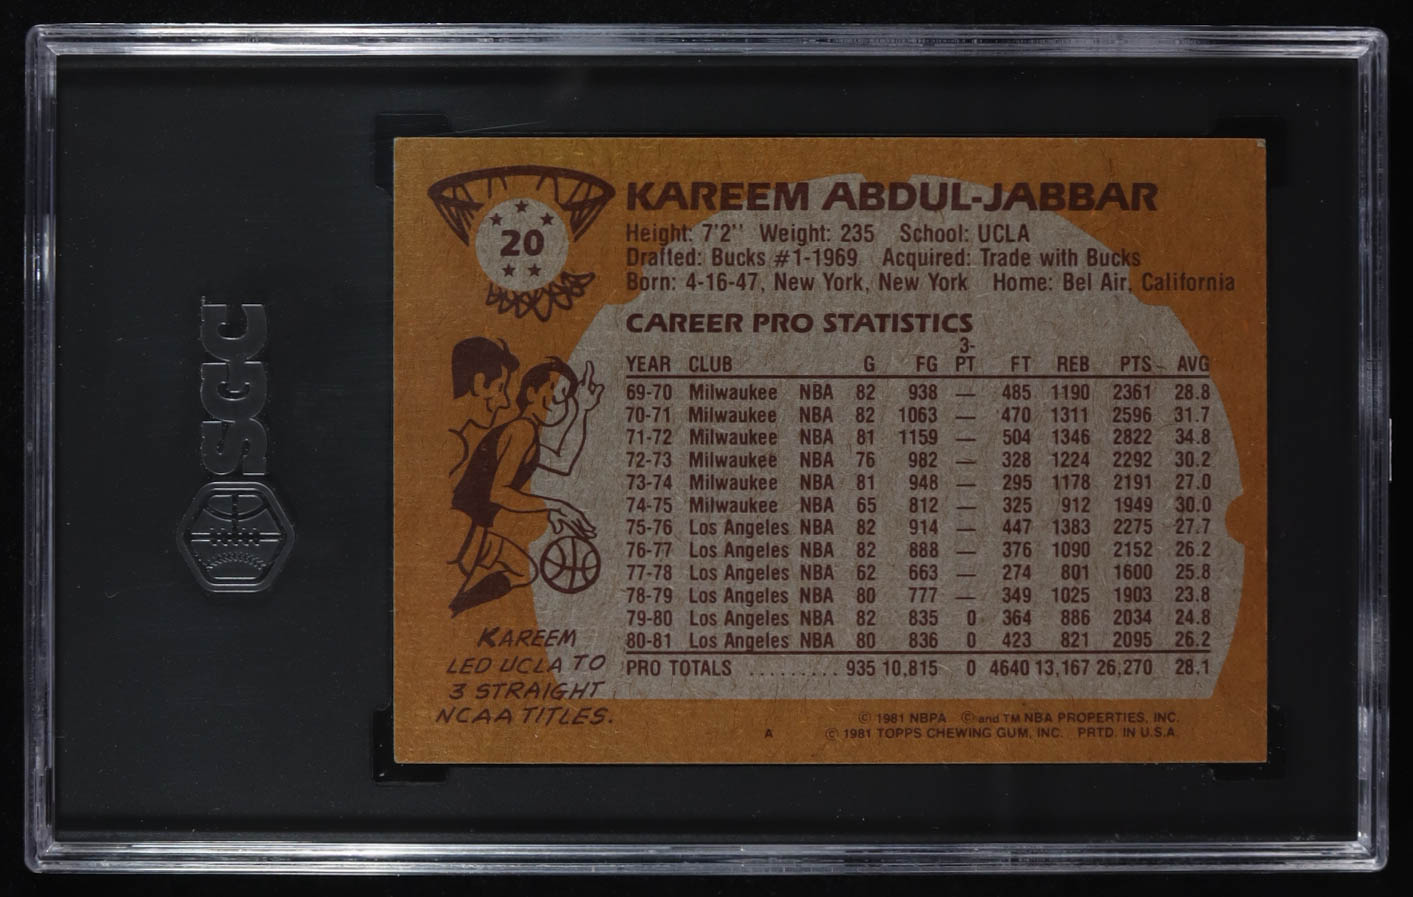 SGC
20
KAREEM ABDUL-JABBAR
Height: 7'2'' Weight: 235 School: UCLA
Drafted: Bucks #1-1969 Acquired: Trade with Bucks
Born: 4-16-47, New York, New York Home: Bel Air, California
CAREER PRO STATISTICS
YEAR CLUB G FG 3-PT FT REB PTS AVG
69-70 Milwaukee NBA 82 938 — 485 1190 2361 28.8
70-71 Milwaukee NBA 82 1063 — 470 1311 2596 31.7
71-72 Milwaukee NBA 81 1159 — 504 1346 2822 34.8
72-73 Milwaukee NBA 76 982 — 328 1224 2292 30.2
73-74 Milwaukee NBA 81 948 — 295 1178 2191 27.0
74-75 Milwaukee NBA 65 812 — 325 912 1949 30.0
75-76 Los Angeles NBA 82 914 — 447 1383 2275 27.7
76-77 Los Angeles NBA 82 888 — 376 1090 2152 26.2
77-78 Los Angeles NBA 62 663 — 274 801 1600 25.8
78-79 Los Angeles NBA 80 777 — 349 1025 1903 23.8
79-80 Los Angeles NBA 82 835 0 364 886 2034 24.8
80-81 Los Angeles NBA 80 836 0 423 821 2095 26.2
PRO TOTALS ......... 935 10,815 0 4640 13,167 26,270 28.1
KAREEM
LED UCLA TO
3 STRAIGHT
NCAA TITLES.
© 1981 NBPA © and TM NBA PROPERTIES, INC.
A © 1981 TOPPS CHEWING GUM, INC. PRTD. IN U.S.A.